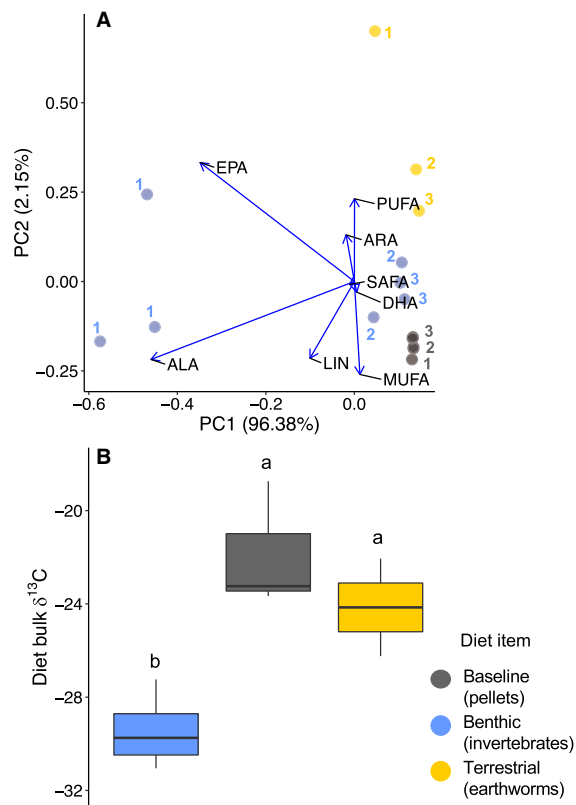 A
PC2 (2.15%)
0.50
0.25
0.00
−0.25
1
2
3
1
EPA
PUFA
ARA
2
SAFA
3
DHA
3
1
1
2
ALA
LIN
MUFA
3
2
1
−0.6
−0.4
−0.2
0.0
PC1 (96.38%)
B
Diet bulk δ13C
−20
−24
−28
−32
a
a
b
Diet item
Baseline
(pellets)
Benthic
(invertebrates)
Terrestrial
(earthworms)